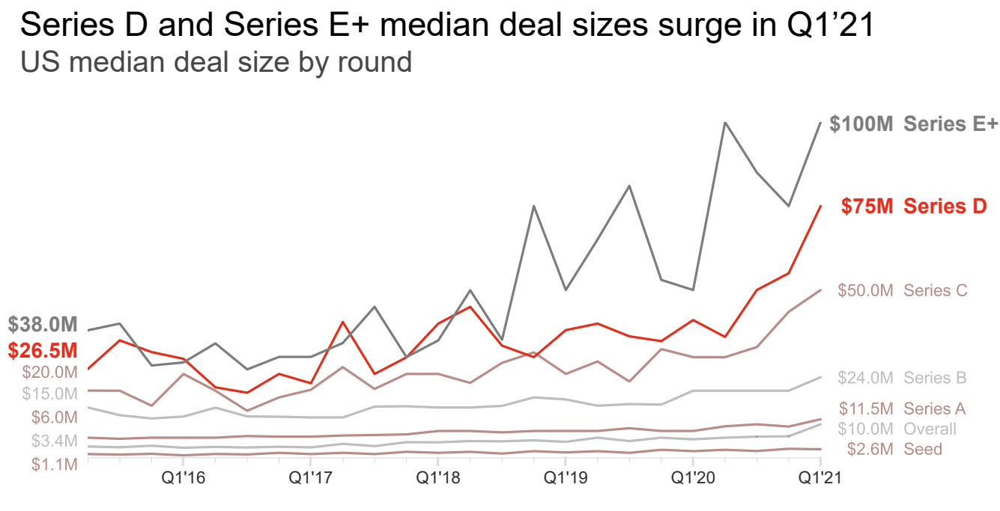 Series D and Series E+ median deal sizes surge in Q1’21
US median deal size by round
$100M Series E+
$75M Series D
$50.0M Series C
$38.0M
$26.5M
$20.0M
$15.0M
$6.0M
$3.4M
$1.1M
$24.0M Series B
$11.5M Series A
$10.0M Overall
$2.6M Seed
Q1'16 Q1'17 Q1'18 Q1'19 Q1'20 Q1'21